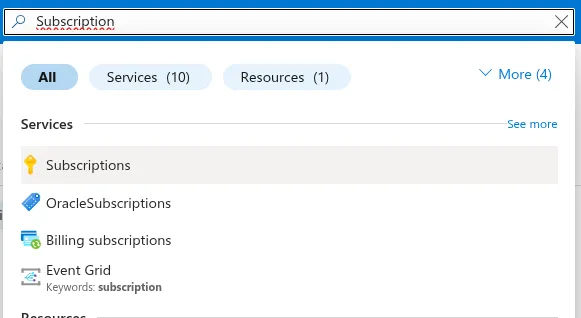 Subscription
All Services (10) Resources (1) More (4)
Services See more
Subscriptions
OracleSubscriptions
Billing subscriptions
Event Grid
Keywords: subscription
Resources